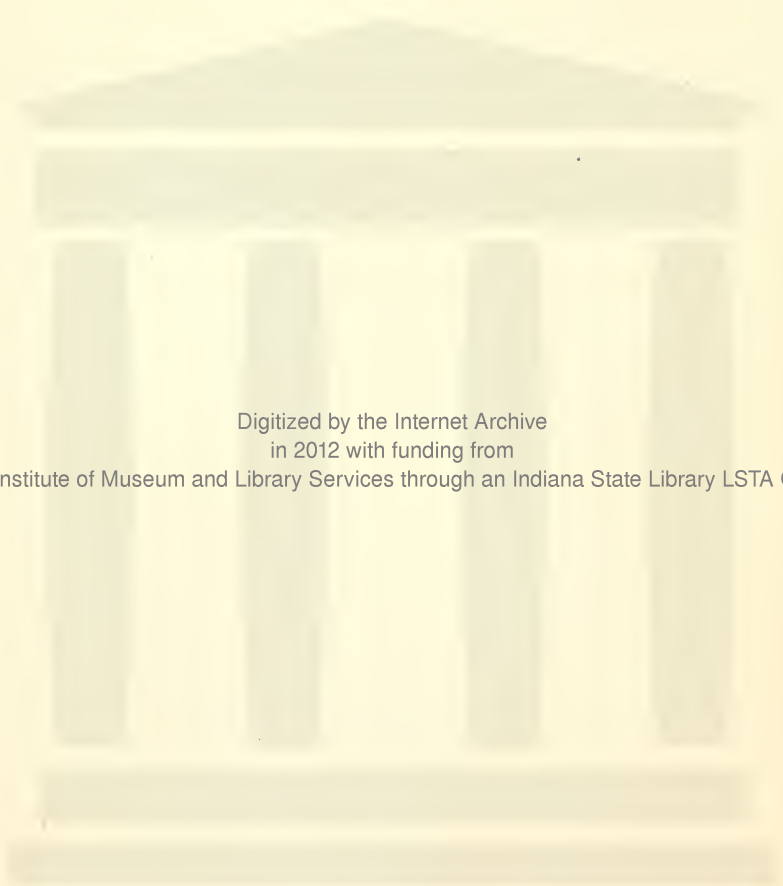 Digitized by the Internet Archive
in 2012 with funding from
nstitute of Museum and Library Services through an Indiana State Library LSTA